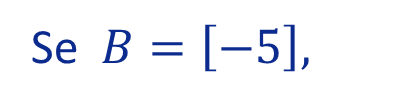 Se B = [−5],